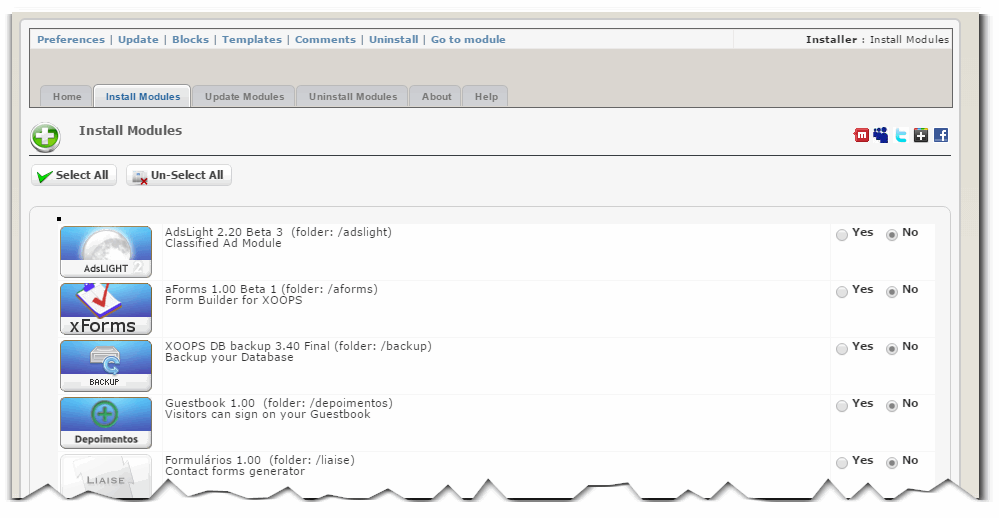 Preferences | Update | Blocks | Templates | Comments | Uninstall | Go to module
Installer : Install Modules
Home
Install Modules
Update Modules
Uninstall Modules
About
Help
Install Modules
m
t
f
Select All
Un-Select All
AdsLIGHT 2
AdsLight 2.20 Beta 3 (folder: /adslight)
Classified Ad Module
Yes
No
xForms
aForms 1.00 Beta 1 (folder: /aforms)
Form Builder for XOOPS
Yes
No
BACKUP
XOOPS DB backup 3.40 Final (folder: /backup)
Backup your Database
Yes
No
Depoimentos
Guestbook 1.00 (folder: /depoimentos)
Visitors can sign on your Guestbook
Yes
No
LIAISE
Formulários 1.00 (folder: /liaise)
Contact forms generator
Yes
No